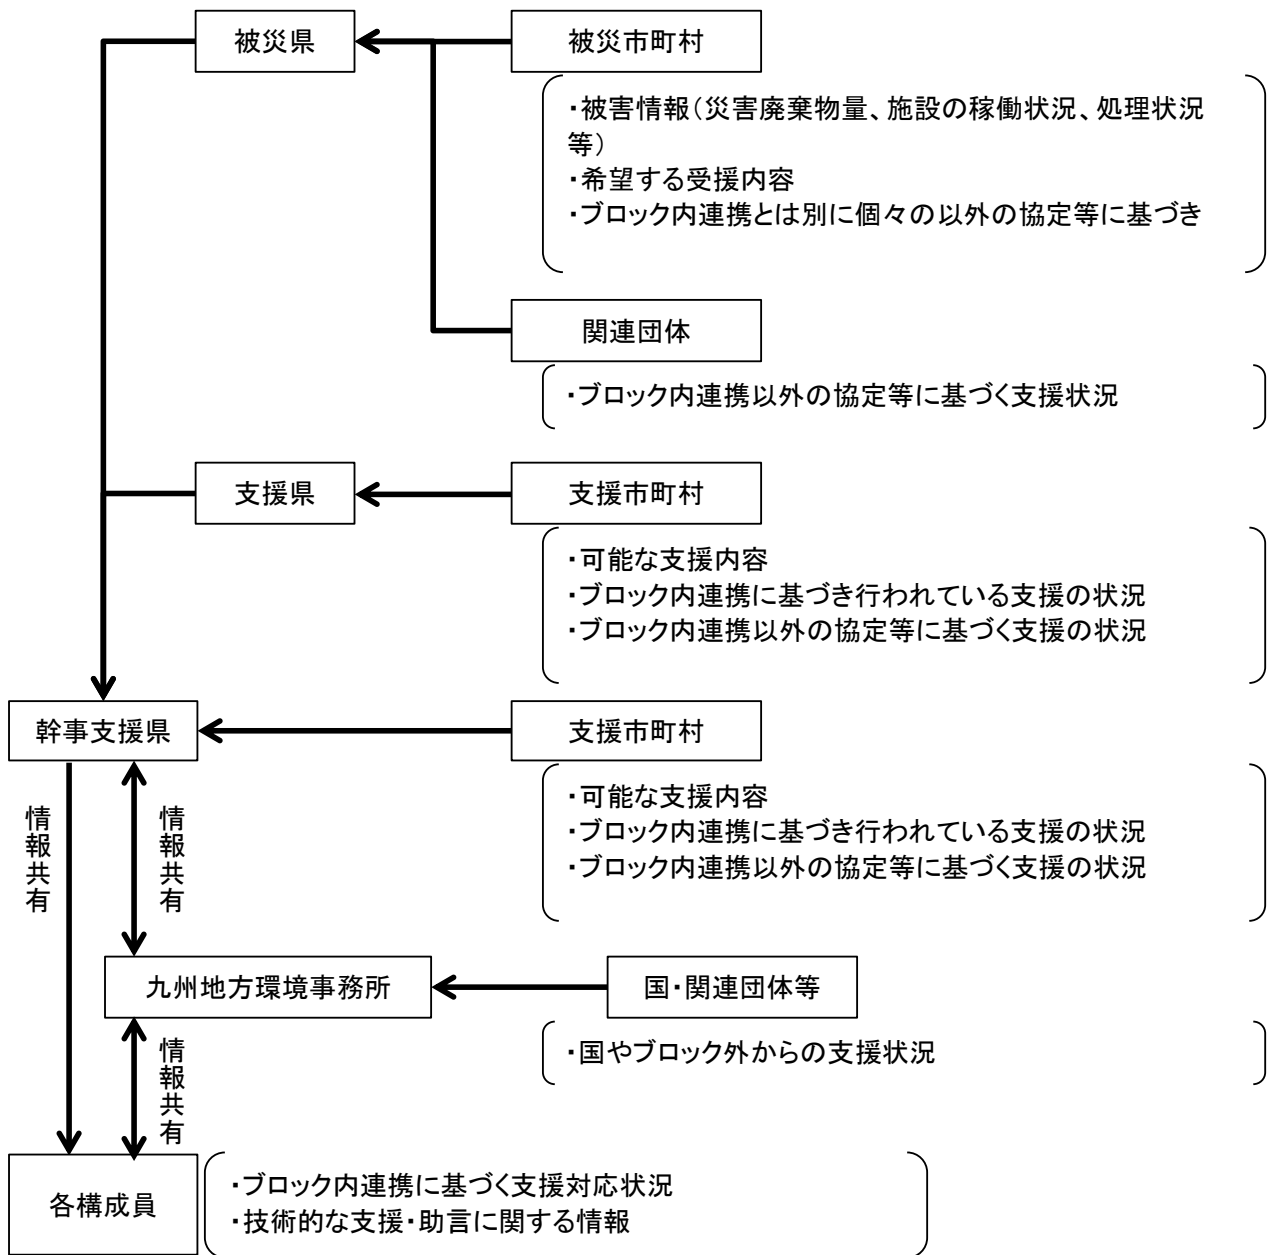 被災県
被災市町村
・被害情報(災害廃棄物量、施設の稼働状況、処理状況
等)
・希望する受援内容
・ブロック内連携とは別に個々の以外の協定等に基づき
関連団体
・ブロック内連携以外の協定等に基づく支援状況
支援県
支援市町村
・可能な支援内容
・ブロック内連携に基づき行われている支援の状況
・ブロック内連携以外の協定等に基づく支援の状況
幹事支援県
支援市町村
・可能な支援内容
・ブロック内連携に基づき行われている支援の状況
・ブロック内連携以外の協定等に基づく支援の状況
情報共有
情報共有
九州地方環境事務所
国・関連団体等
・国やブロック外からの支援状況
情報共有
各構成員
・ブロック内連携に基づく支援対応状況
・技術的な支援・助言に関する情報